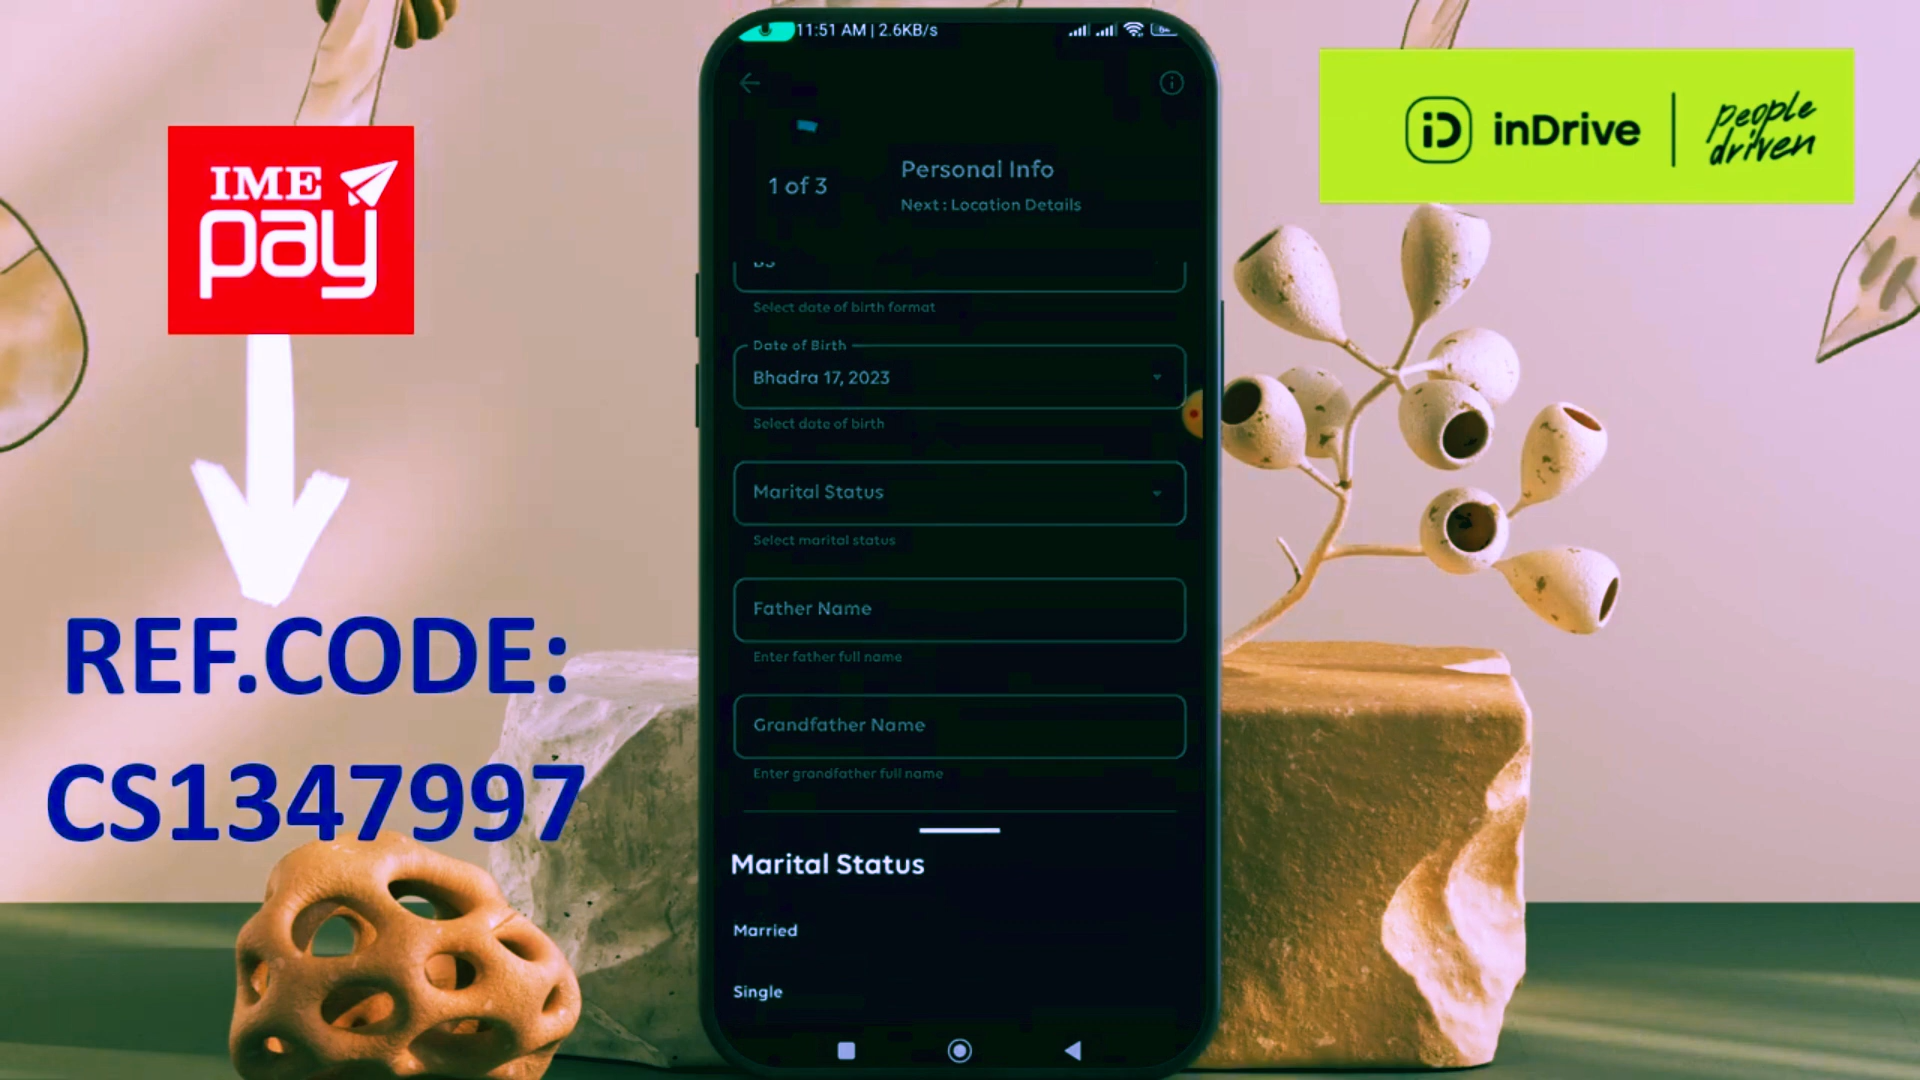 IME
pay
REF.CODE:
CS1347997
11:51 AM | 2.6KB/s
1 of 3
Personal Info
Next : Location Details
BS
Select date of birth format
Date of Birth
Bhadra 17, 2023
Select date of birth
Marital Status
Select marital status
Father Name
Enter father full name
Grandfather Name
Enter grandfather full name
Marital Status
Married
Single
iD inDrive
people
driven